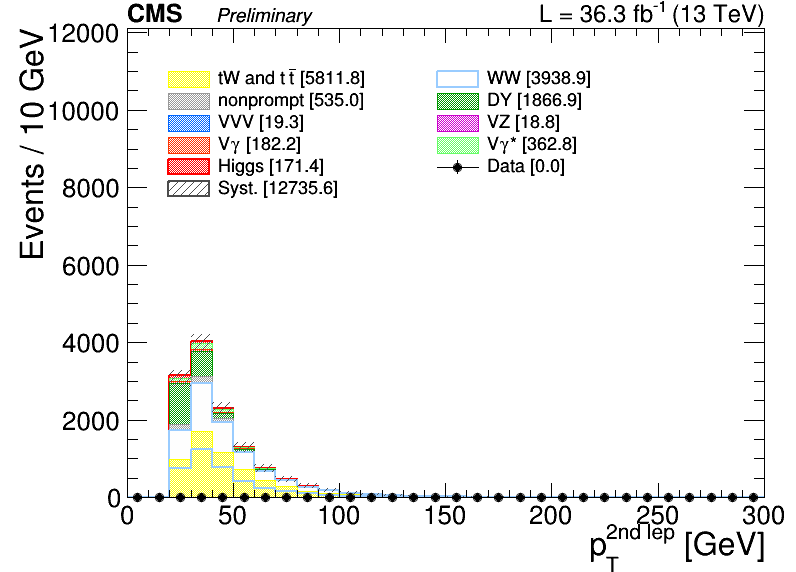 CMS Preliminary L = 36.3 fb⁻¹ (13 TeV)
Events / 10 GeV
12000
10000
8000
6000
4000
2000
0
tW and t t̄ [5811.8]
WW [3938.9]
nonprompt [535.0]
DY [1866.9]
VVV [19.3]
VZ [18.8]
Vγ [182.2]
Vγ* [362.8]
Higgs [171.4]
Data [0.0]
Syst. [12735.6]
0 50 100 150 200 250 300
p_T^{2nd lep} [GeV]